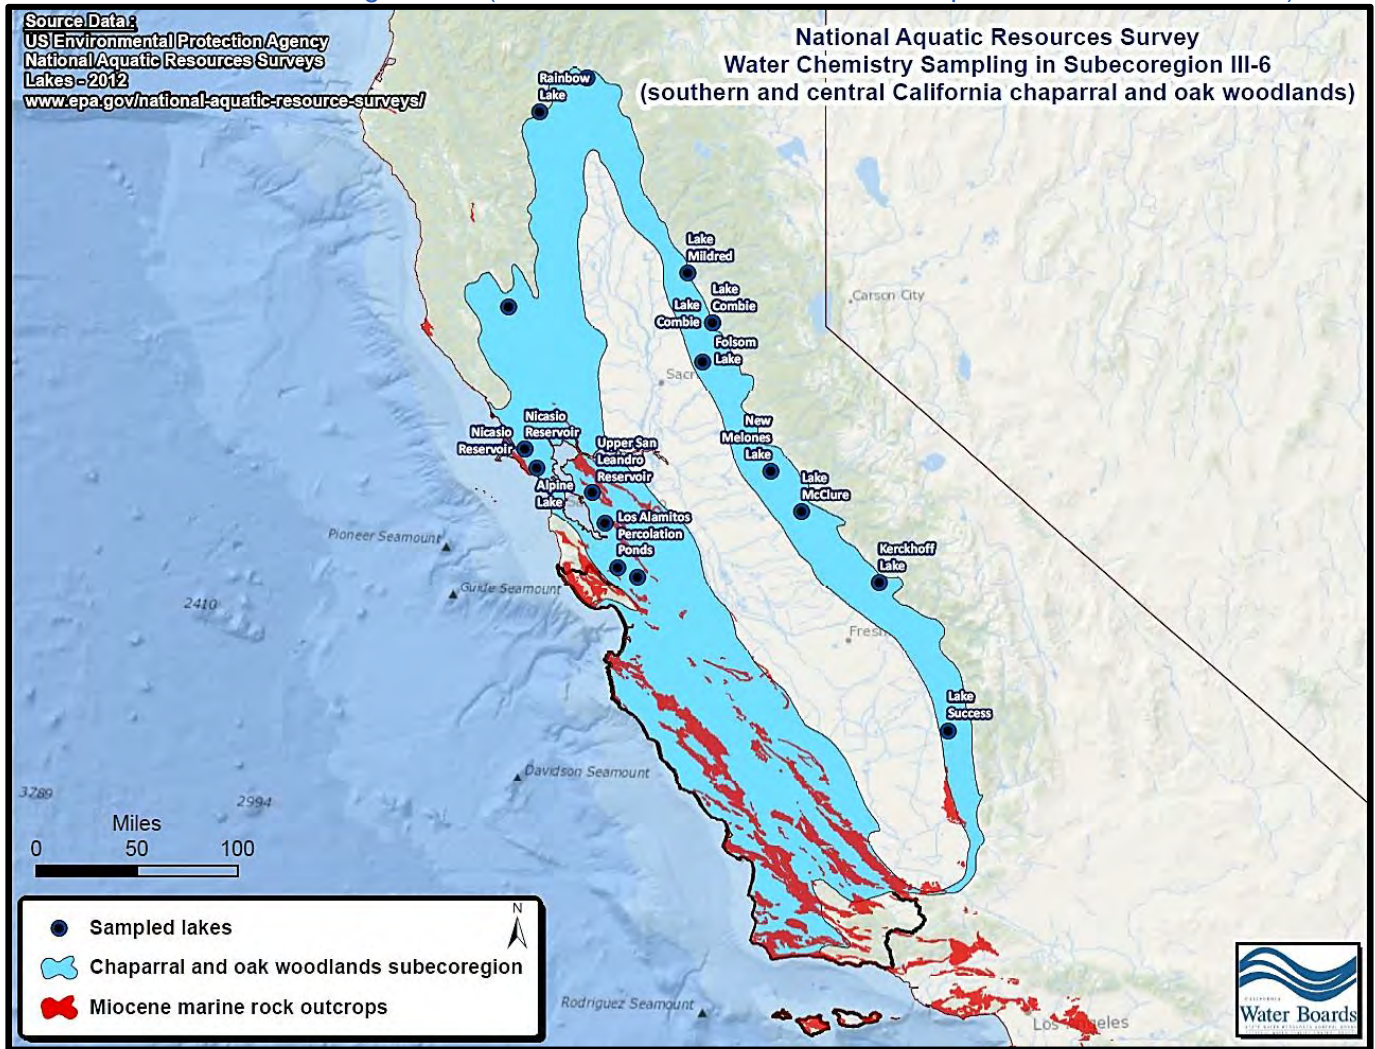 Source Data :
US Environmental Protection Agency
National Aquatic Resources Surveys
Lakes - 2012
www.epa.gov/national-aquatic-resource-surveys/
National Aquatic Resources Survey
Water Chemistry Sampling in Subecoregion III-6
(southern and central California chaparral and oak woodlands)
Rainbow
Lake
Lake
Mildred
Lake
Combie
Lake
Combie
Carson City
Folsom
Lake
Sacr
Nicasio
Reservoir
Nicasio
Reservoir
Upper San
Leandro
Reservoir
New
Melones
Lake
Lake
McClure
Alpine
Lake
Los Alamitos
Percolation
Ponds
Kerckhoff
Lake
Pioneer Seamount
Guide Seamount
2410
Fresn
Lake
Success
Davidson Seamount
3789
2994
Miles
0 50 100
N
Sampled lakes
Chaparral and oak woodlands subecoregion
Miocene marine rock outcrops
Rodriguez Seamount
Los Angeles
CALIFORNIA
Water Boards